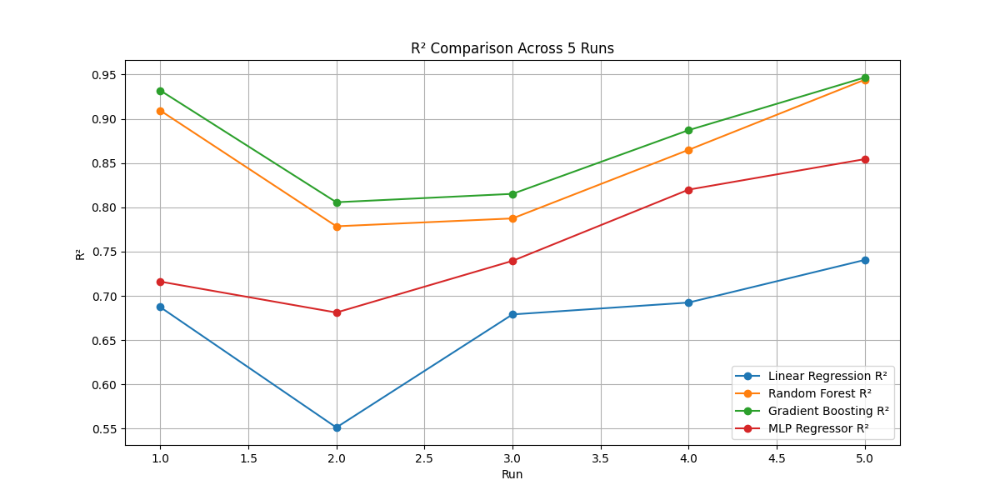 R² Comparison Across 5 Runs
0.95
0.90
0.85
0.80
0.75
0.70
0.65
0.60
0.55
R²
1.0 1.5 2.0 2.5 3.0 3.5 4.0 4.5 5.0
Run
Linear Regression R²
Random Forest R²
Gradient Boosting R²
MLP Regressor R²